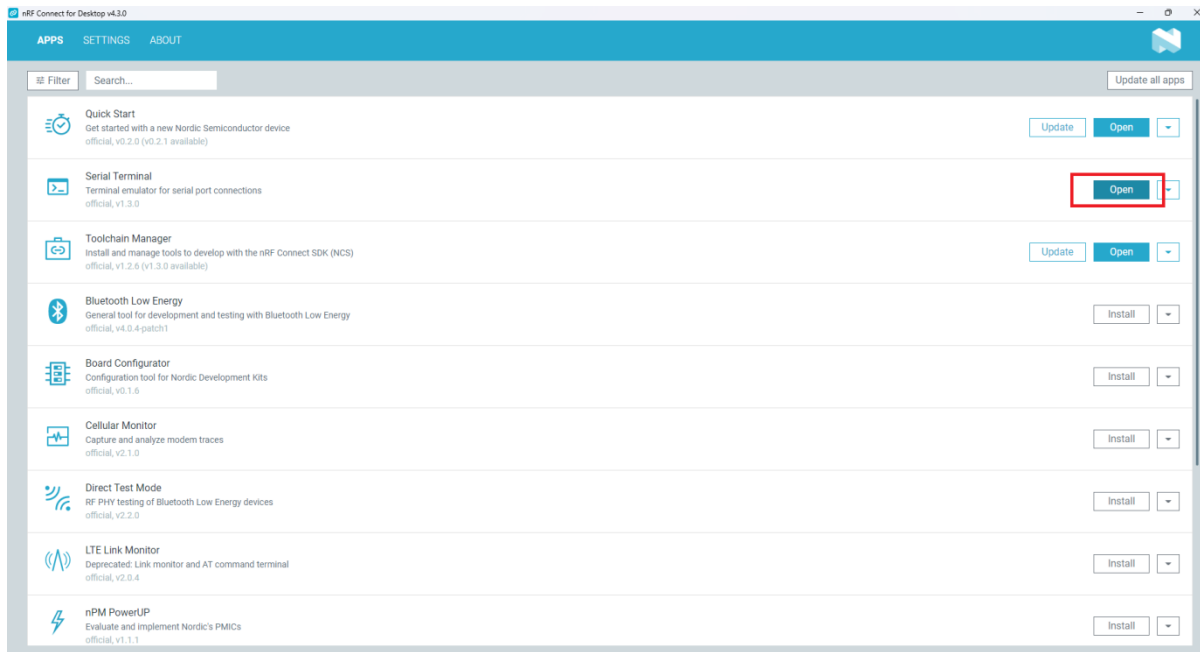 nRF Connect for Desktop v4.3.0
APPS SETTINGS ABOUT
Filter Search... Update all apps
Quick Start
Get started with a new Nordic Semiconductor device
official, v0.2.0 (v0.2.1 available)
Update Open
Serial Terminal
Terminal emulator for serial port connections
official, v1.3.0
Open
Toolchain Manager
Install and manage tools to develop with the nRF Connect SDK (NCS)
official, v1.2.6 (v1.3.0 available)
Update Open
Bluetooth Low Energy
General tool for development and testing with Bluetooth Low Energy
official, v4.0.4-patch1
Install
Board Configurator
Configuration tool for Nordic Development Kits
official, v0.1.6
Install
Cellular Monitor
Capture and analyze modem traces
official, v2.1.0
Install
Direct Test Mode
RF PHY testing of Bluetooth Low Energy devices
official, v2.2.0
Install
LTE Link Monitor
Deprecated: Link monitor and AT command terminal
official, v2.0.4
Install
nPM PowerUP
Evaluate and implement Nordic's PMICs
official, v1.1.1
Install